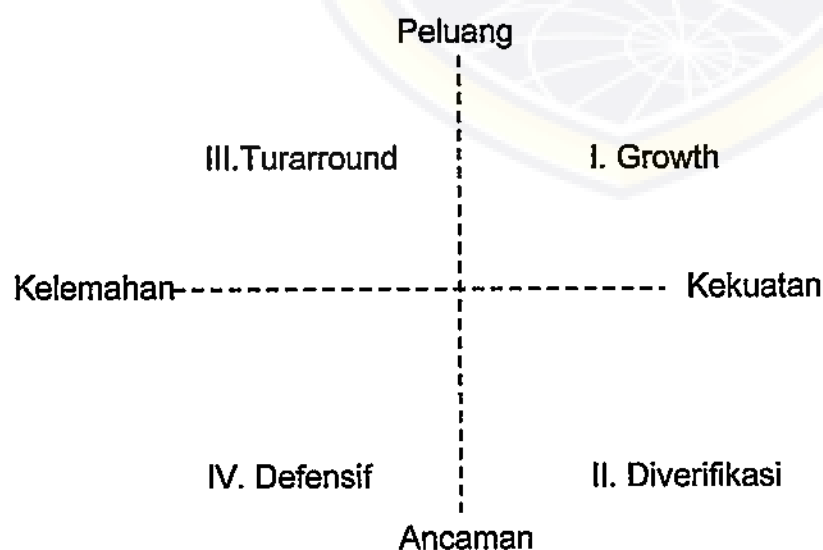 Peluang
III.Turarround
I. Growth
Kelemahan
Kekuatan
IV. Defensif
II. Diverifikasi
Ancaman